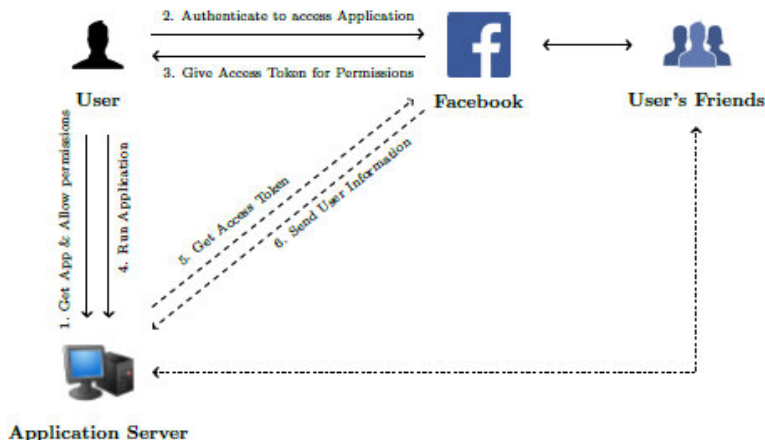 2. Authenticate to access Application
3. Give Access Token for Permissions
User
Facebook
User's Friends
1. Get App & Allow permissions
4. Run Application
5. Get Access Token
6. Send User Information
Application Server